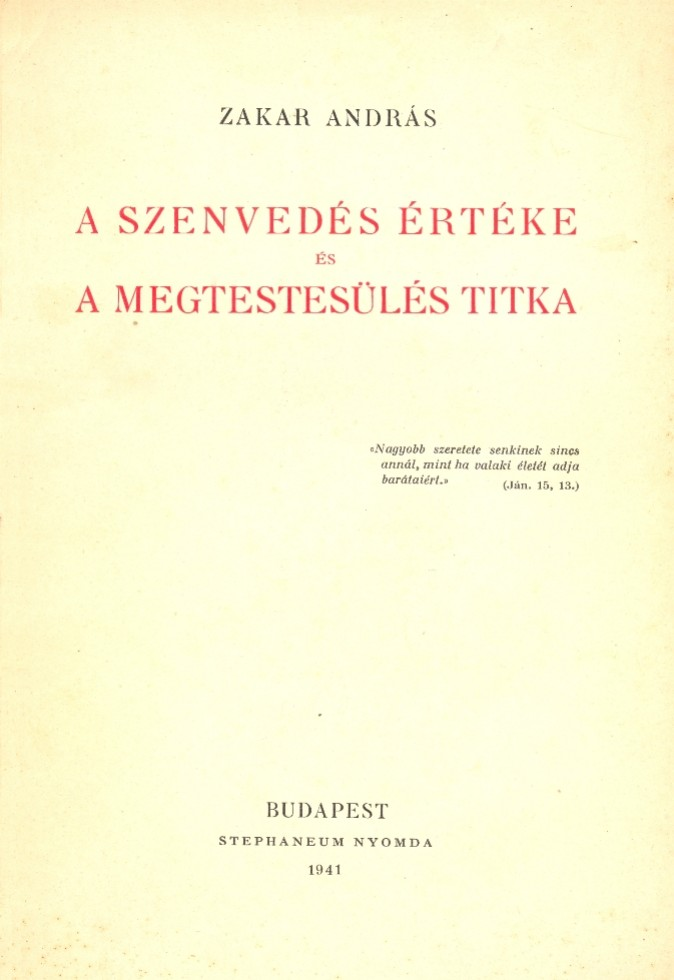 ZAKAR ANDRÁS
A SZENVEDÉS ÉRTÉKE
ÉS
A MEGTESTESÜLÉS TITKA
«Nagyobb szeretete senkinek sincs
annál, mint ha valaki életét adja
barátaiért.» (Ján. 15, 13.)
BUDAPEST
STEPHANEUM NYOMDA
1941